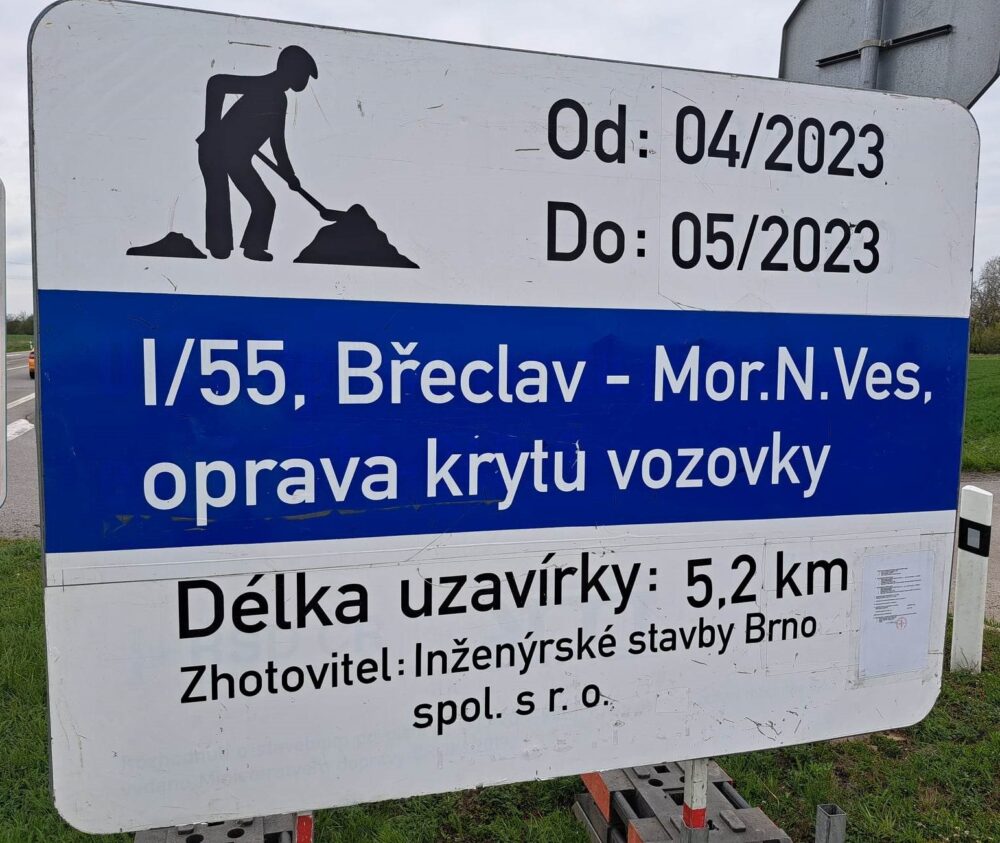 Od: 04/2023
Do: 05/2023
I/55, Břeclav - Mor.N.Ves,
oprava krytu vozovky
Délka uzavírky: 5,2 km
Zhotovitel: Inženýrské stavby Brno
spol. s r. o.